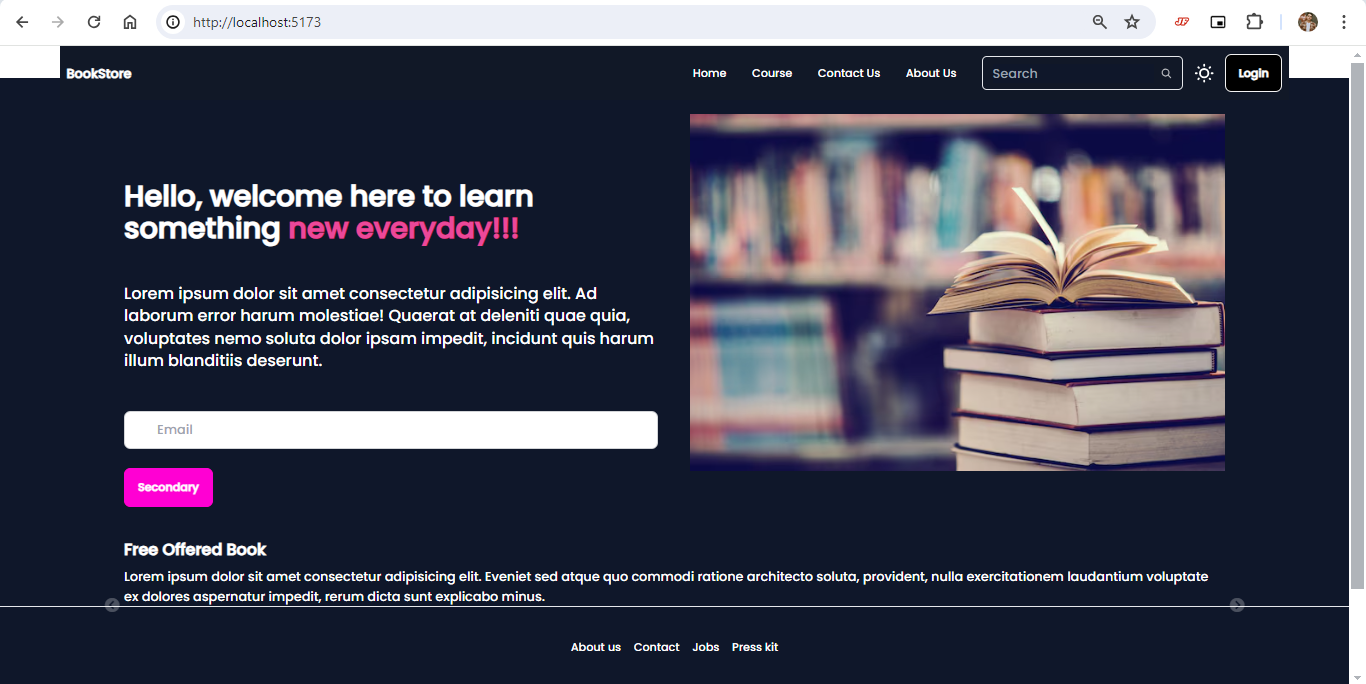 http://localhost:5173
BookStore
Home Course Contact Us About Us Search Login
Hello, welcome here to learn
something new everyday!!!
Lorem ipsum dolor sit amet consectetur adipisicing elit. Ad
laborum error harum molestiae! Quaerat at deleniti quae quia,
voluptates nemo soluta dolor ipsam impedit, incidunt quis harum
illum blanditiis deserunt.
Email
Secondary
Free Offered Book
Lorem ipsum dolor sit amet consectetur adipisicing elit. Eveniet sed atque quo commodi ratione architecto soluta, provident, nulla exercitationem laudantium voluptate
ex dolores aspernatur impedit, rerum dicta sunt explicabo minus.
About us Contact Jobs Press kit